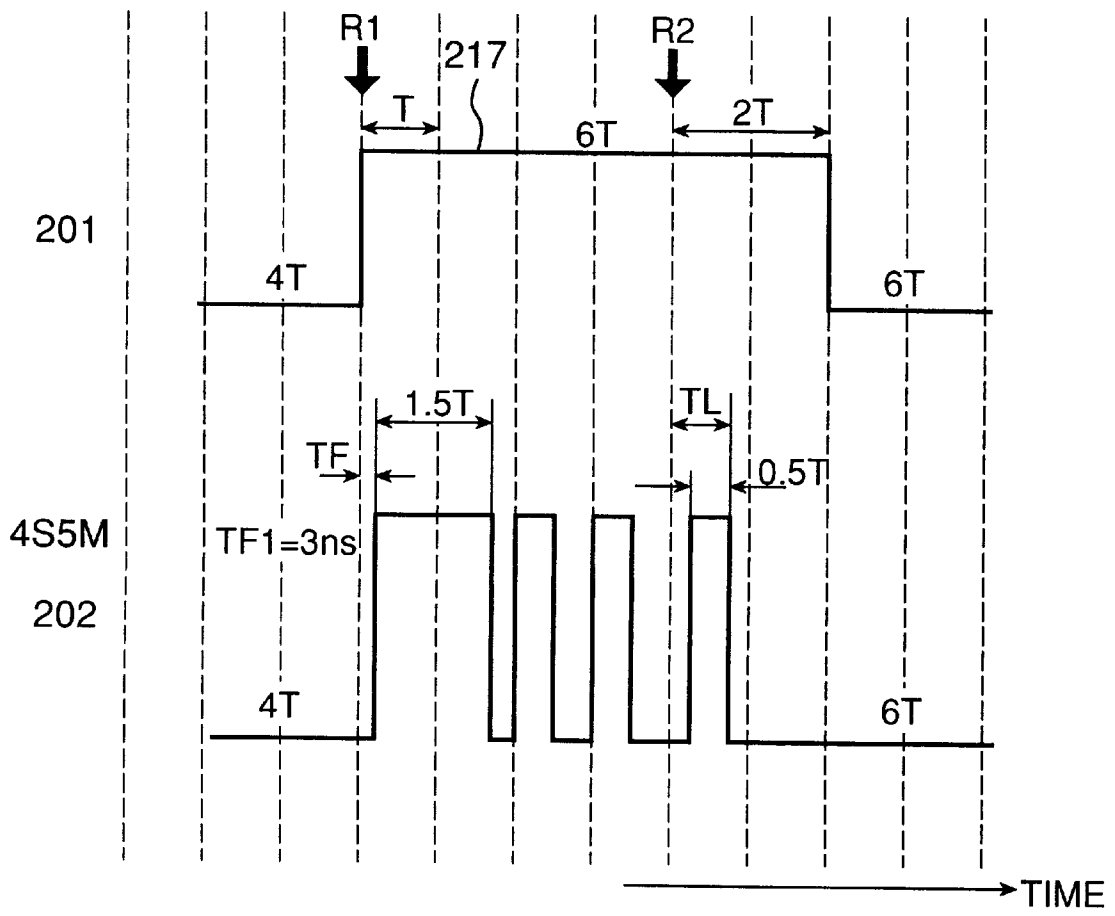 R1
R2
217
T
2T
6T
201
4T
6T
1.5T
TL
TF
0.5T
4S5M
TF1=3ns
202
4T
6T
TIME